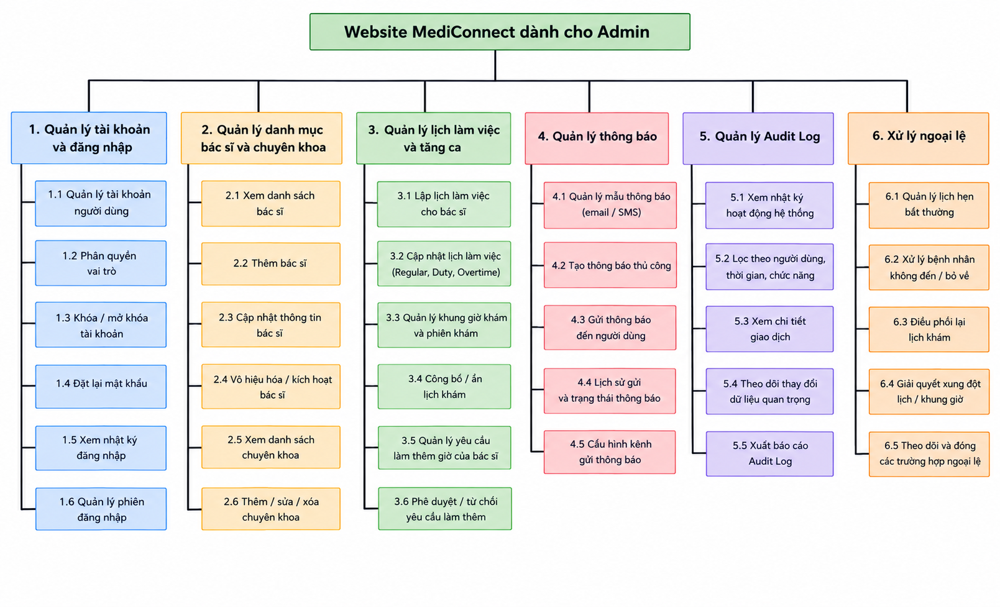 Website MediConnect dành cho Admin
1. Quản lý tài khoản
và đăng nhập
1.1 Quản lý tài khoản
người dùng
1.2 Phân quyền
vai trò
1.3 Khóa / mở khóa
tài khoản
1.4 Đặt lại mật khẩu
1.5 Xem nhật ký
đăng nhập
1.6 Quản lý phiên
đăng nhập
2. Quản lý danh mục
bác sĩ và chuyên khoa
2.1 Xem danh sách
bác sĩ
2.2 Thêm bác sĩ
2.3 Cập nhật thông tin
bác sĩ
2.4 Vô hiệu hóa / kích hoạt
bác sĩ
2.5 Xem danh sách
chuyên khoa
2.6 Thêm / sửa / xóa
chuyên khoa
3. Quản lý lịch làm việc
và tăng ca
3.1 Lập lịch làm việc
cho bác sĩ
3.2 Cập nhật lịch làm việc
(Regular, Duty, Overtime)
3.3 Quản lý khung giờ khám
và phiên khám
3.4 Công bố / ẩn
lịch khám
3.5 Quản lý yêu cầu
làm thêm giờ của bác sĩ
3.6 Phê duyệt / từ chối
yêu cầu làm thêm
4. Quản lý thông báo
4.1 Quản lý mẫu thông báo
(email / SMS)
4.2 Tạo thông báo thủ công
4.3 Gửi thông báo
đến người dùng
4.4 Lịch sử gửi
và trạng thái thông báo
4.5 Cấu hình kênh
gửi thông báo
5. Quản lý Audit Log
5.1 Xem nhật ký
hoạt động hệ thống
5.2 Lọc theo người dùng,
thời gian, chức năng
5.3 Xem chi tiết
giao dịch
5.4 Theo dõi thay đổi
dữ liệu quan trọng
5.5 Xuất báo cáo
Audit Log
6. Xử lý ngoại lệ
6.1 Quản lý lịch hẹn
bất thường
6.2 Xử lý bệnh nhân
không đến / bỏ về
6.3 Điều phối lại
lịch khám
6.4 Giải quyết xung đột
lịch / khung giờ
6.5 Theo dõi và đóng
các trường hợp ngoại lệ